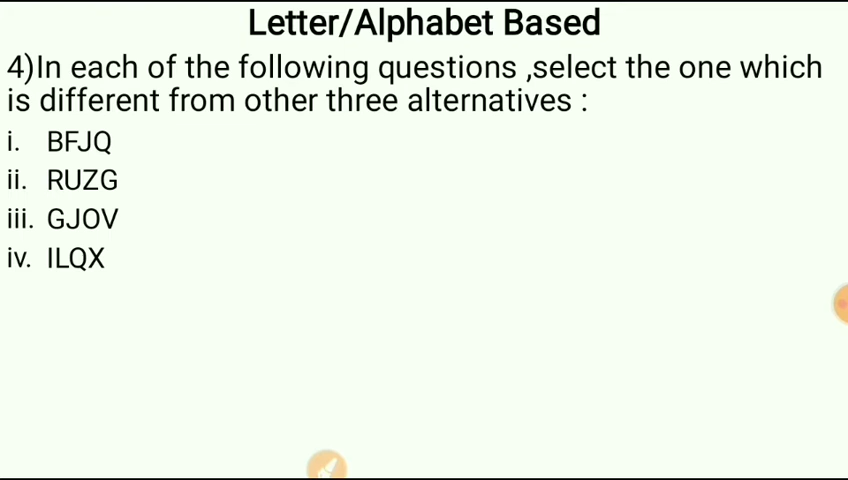 Letter/Alphabet Based
4)In each of the following questions ,select the one which
is different from other three alternatives :
i. BFJQ
ii. RUZG
iii. GJOV
iv. ILQX